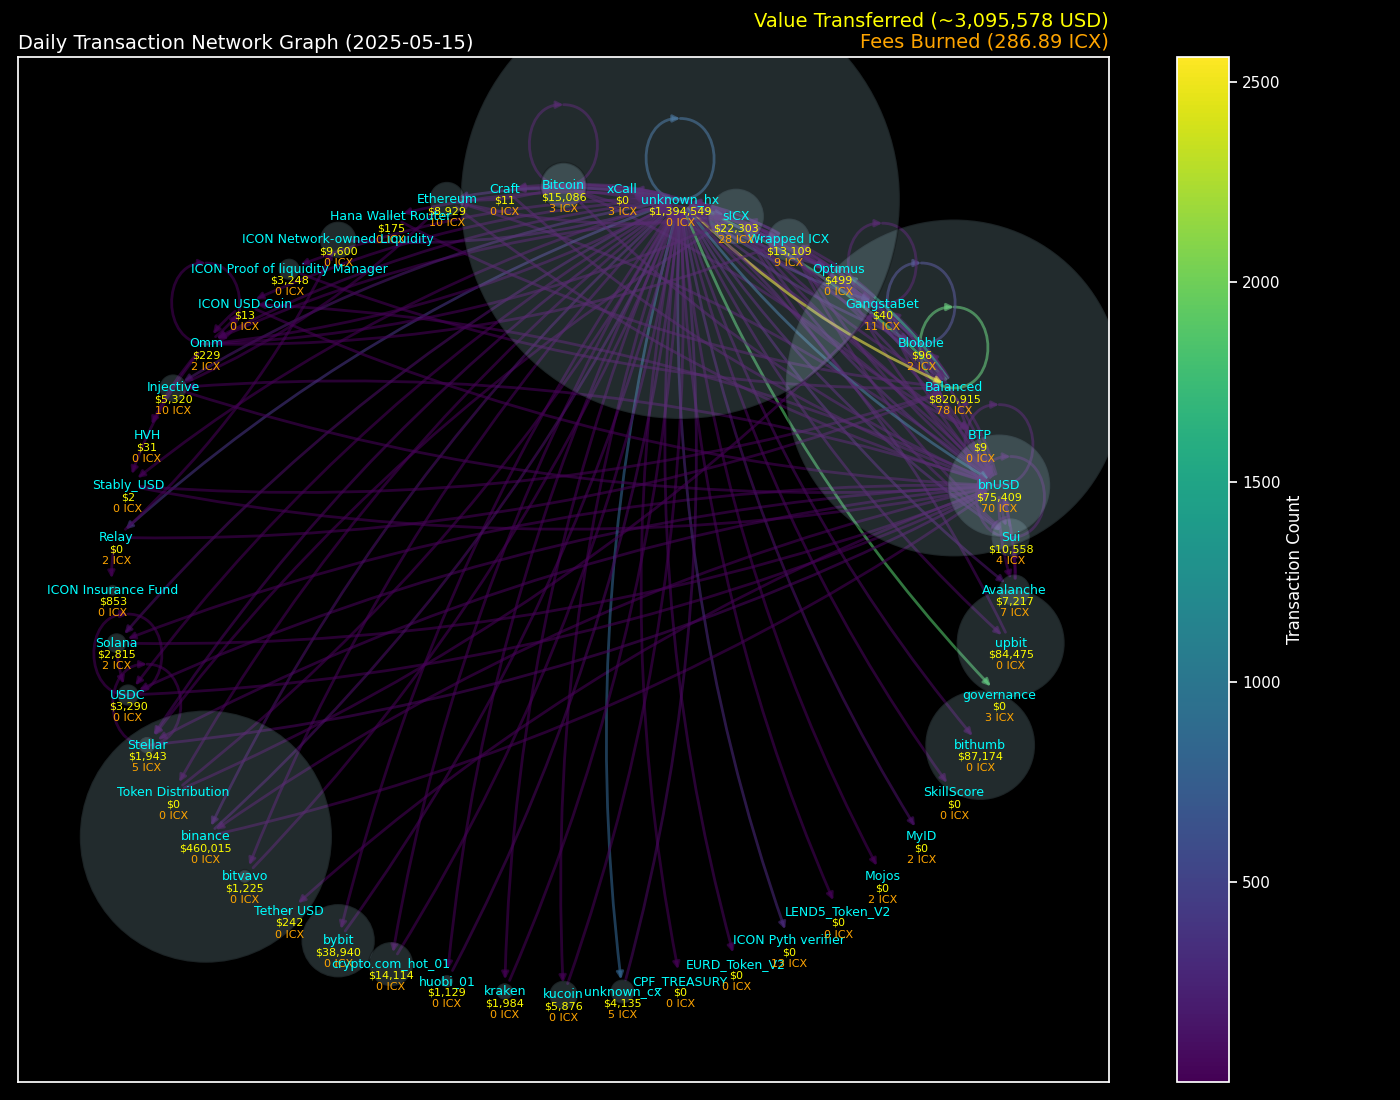 Value Transferred (~3,095,578 USD)
Daily Transaction Network Graph (2025-05-15)
Fees Burned (286.89 ICX)
Craft
$11
0 ICX
Bitcoin
$15,086
3 ICX
xCall
$0
3 ICX
unknown_hx
$1,394,549
0 ICX
Ethereum
$8,929
10 ICX
sICX
$22,303
28 ICX
Hana Wallet Router
$175
0 ICX
Wrapped ICX
$13,109
9 ICX
ICON Network-owned Liquidity
$9,600
0 ICX
Optimus
$499
0 ICX
ICON Proof of liquidity Manager
$3,248
0 ICX
GangstaBet
$40
11 ICX
ICON USD Coin
$13
0 ICX
Blobble
$96
2 ICX
Omm
$229
2 ICX
Balanced
$820,915
78 ICX
Injective
$5,320
10 ICX
BTP
$9
0 ICX
HVH
$31
0 ICX
bnUSD
$75,409
70 ICX
Stably_USD
$2
0 ICX
Sui
$10,558
4 ICX
Relay
$0
2 ICX
Avalanche
$7,217
7 ICX
ICON Insurance Fund
$853
0 ICX
upbit
$84,475
0 ICX
Solana
$2,815
2 ICX
governance
$0
3 ICX
USDC
$3,290
0 ICX
bithumb
$87,174
0 ICX
Stellar
$1,943
5 ICX
SkillScore
$0
0 ICX
Token Distribution
$0
0 ICX
MyID
$0
2 ICX
binance
$460,015
0 ICX
Mojos
$0
2 ICX
bitvavo
$1,225
0 ICX
LEND5_Token_V2
$0
0 ICX
Tether USD
$242
0 ICX
ICON Pyth verifier
$0
13 ICX
bybit
$38,940
0 ICX
EURD_Token_V2
$0
0 ICX
crypto.com_hot_01
$14,114
0 ICX
CPF_TREASURY
$0
0 ICX
huobi_01
$1,129
0 ICX
kraken
$1,984
0 ICX
kucoin
$5,876
0 ICX
unknown_cx
$4,135
5 ICX
2500
2000
1500
1000
500
Transaction Count